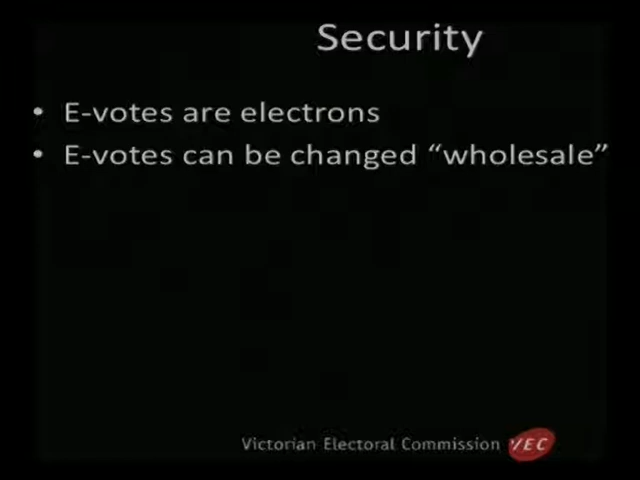 Security
• E-votes are electrons
• E-votes can be changed “wholesale”
Victorian Electoral Commission VEC